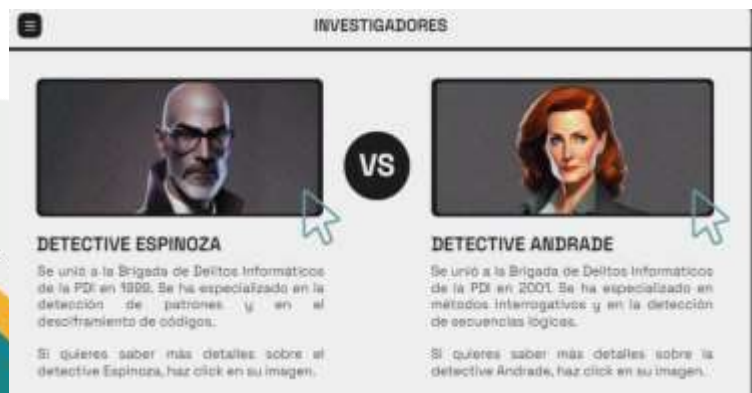 INVESTIGADORES
VS
DETECTIVE ESPINOZA
Se unió a la Brigada de Delitos Informáticos
de la PDI en 1999. Se ha especializado en la
detección de patrones y en el
desciframiento de códigos.
Si quieres saber más detalles sobre el
detective Espinoza, haz click en su imagen.
DETECTIVE ANDRADE
Se unió a la Brigada de Delitos Informáticos
de la PDI en 2001. Se ha especializado en
métodos interrogativos y en la detección
de secuencias lógicas.
Si quieres saber más detalles sobre la
detective Andrade, haz click en su imagen.